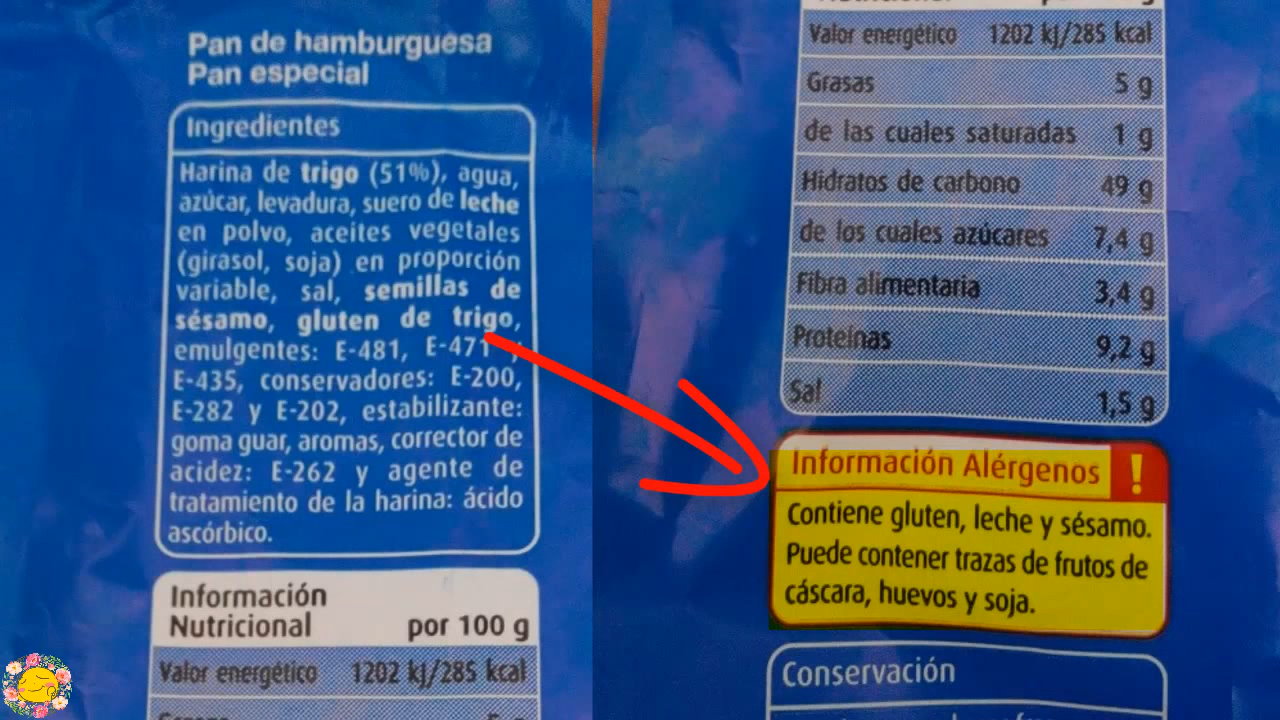 Pan de hamburguesa
Pan especial
Ingredientes
Harina de trigo (51%), agua,
azúcar, levadura, suero de leche
en polvo, aceites vegetales
(girasol, soja) en proporción
variable, sal, semillas de
sésamo, gluten de trigo,
emulgentes: E-481, E-471 y
E-435, conservadores: E-200,
E-282 y E-202, estabilizante:
goma guar, aromas, corrector de
acidez: E-262 y agente de
tratamiento de la harina: ácido
ascórbico.
Información
Nutricional por 100 g
Valor energético 1202 kJ/285 kcal
Valor energético 1202 kJ/285 kcal
Grasas 5 g
de las cuales saturadas 1 g
Hidratos de carbono 49 g
de los cuales azúcares 7,4 g
Fibra alimentaria 3,4 g
Proteínas 9,2 g
Sal 1,5 g
Información Alérgenos !
Contiene gluten, leche y sésamo.
Puede contener trazas de frutos de
cáscara, huevos y soja.
Conservación